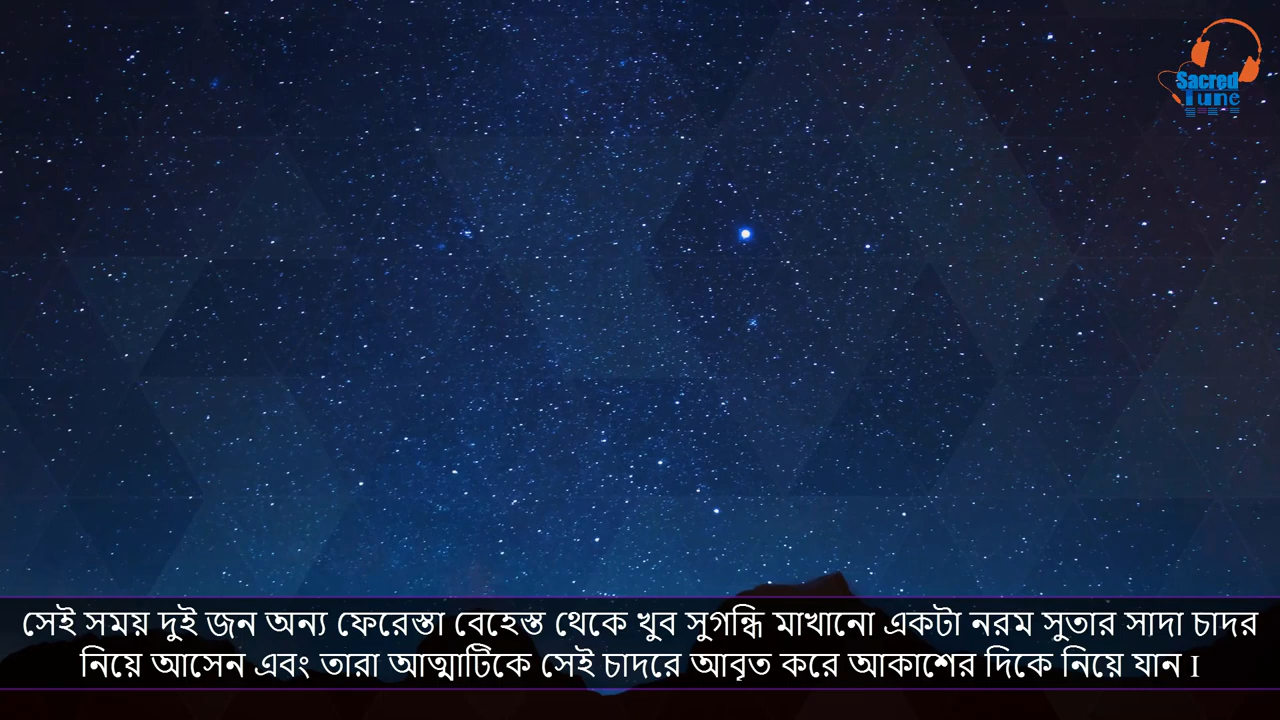 Sacred
Tune
সেই সময় দুই জন অন্য ফেরেস্তা বেহেস্ত থেকে খুব সুগন্ধি মাখানো একটা নরম সুতার সাদা চাদর
নিয়ে আসেন এবং তারা আত্মাটিকে সেই চাদরে আবৃত করে আকাশের দিকে নিয়ে যান I